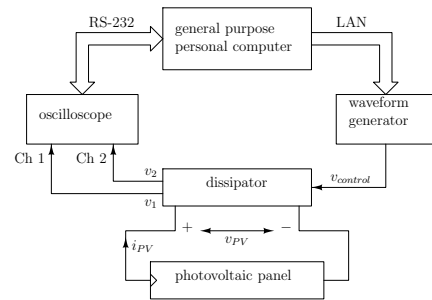 RS-232
general purpose
personal computer
LAN
oscilloscope
waveform
generator
Ch 1
Ch 2
v2
v1
dissipator
vcontrol
+ vPV −
iPV
photovoltaic panel